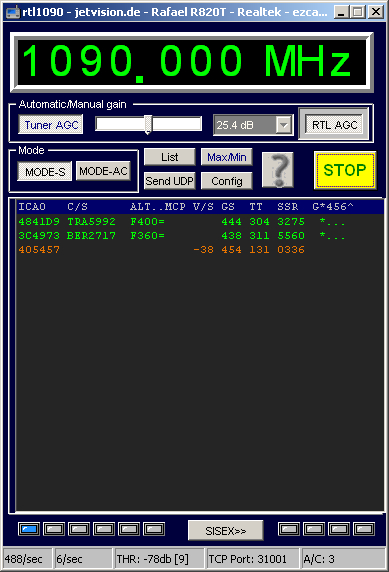 rtl1090 - jetvision.de - Rafael R820T - Realtek - ezca...
1090.000 MHz
Automatic/Manual gain
Tuner AGC 25.4 dB RTL AGC
Mode
MODE-S MODE-AC
List Max/Min
Send UDP Config
?
STOP
ICAO C/S ALT..MCP V/S GS TT SSR G*456^
4841D9 TRA5992 F400= 444 304 3275 *...
3C4973 BER2717 F360= 438 311 5560 *...
405457 -38 454 131 0336
SISEX>>
488/sec 6/sec THR: -78db [9] TCP Port: 31001 A/C: 3